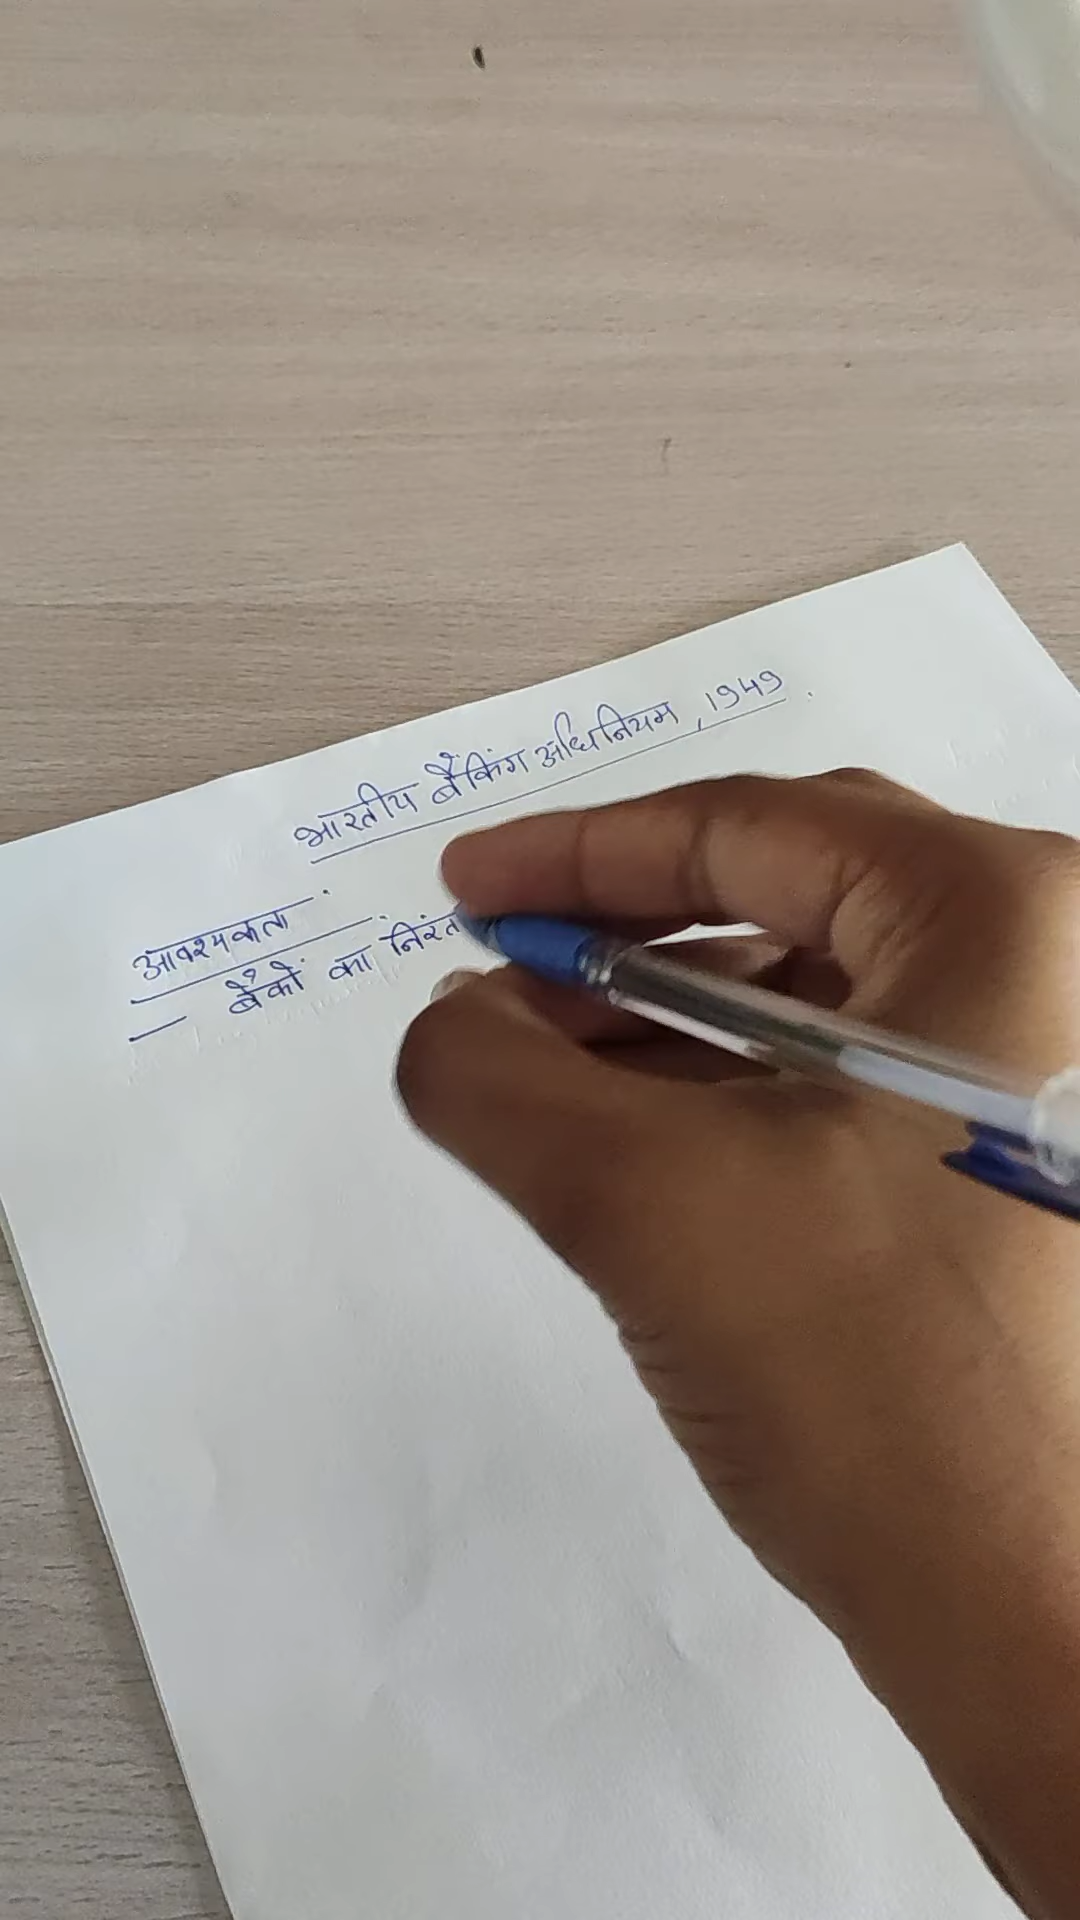 भारतीय बैंकिंग अधिनियम, 1949.
आवश्यकता
— बैंकों का निरंत